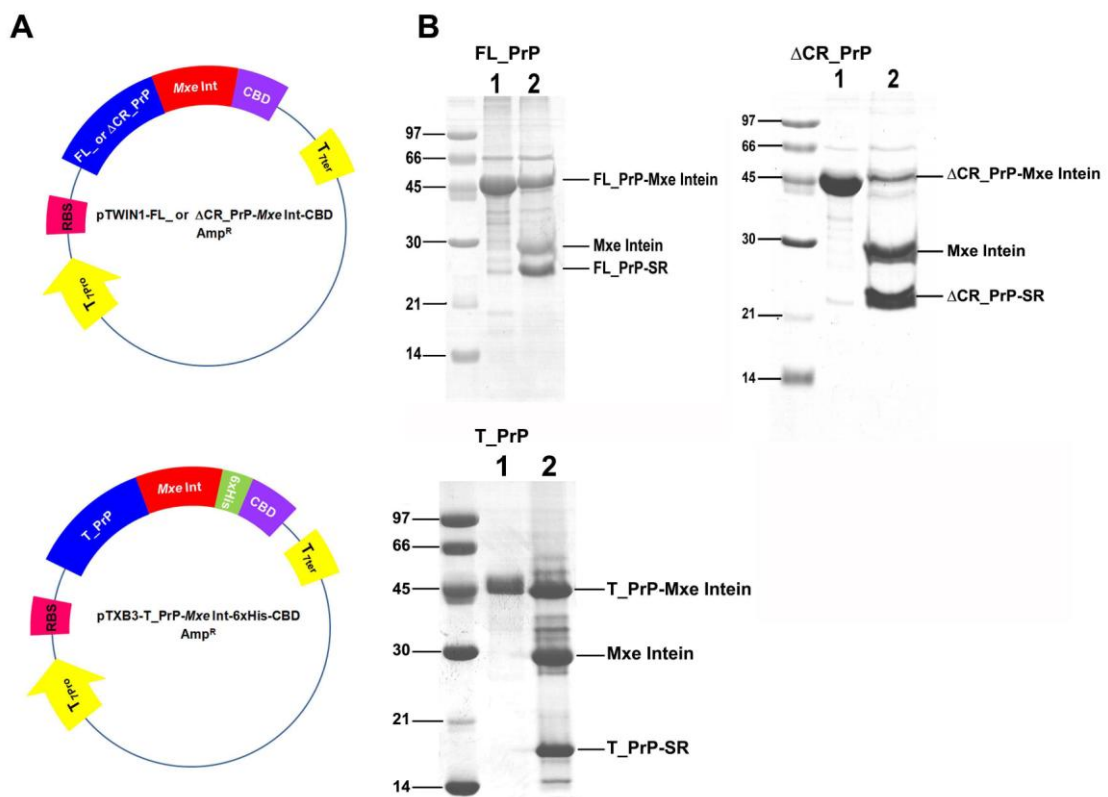 A
FL_ or ΔCR_PrP
Mxe Int
CBD
T7ter
RBS
T7Pro
pTWIN1-FL_ or ΔCR_PrP-Mxe Int-CBD
AmpR
T_PrP
Mxe Int
6xHis
CBD
T7ter
RBS
T7Pro
pTXB3-T_PrP-Mxe Int-6xHis-CBD
AmpR
B
FL_PrP
1 2
97
66
45
30
21
14
FL_PrP-Mxe Intein
Mxe Intein
FL_PrP-SR
ΔCR_PrP
1 2
97
66
45
30
21
14
ΔCR_PrP-Mxe Intein
Mxe Intein
ΔCR_PrP-SR
T_PrP
1 2
97
66
45
30
21
14
T_PrP-Mxe Intein
Mxe Intein
T_PrP-SR